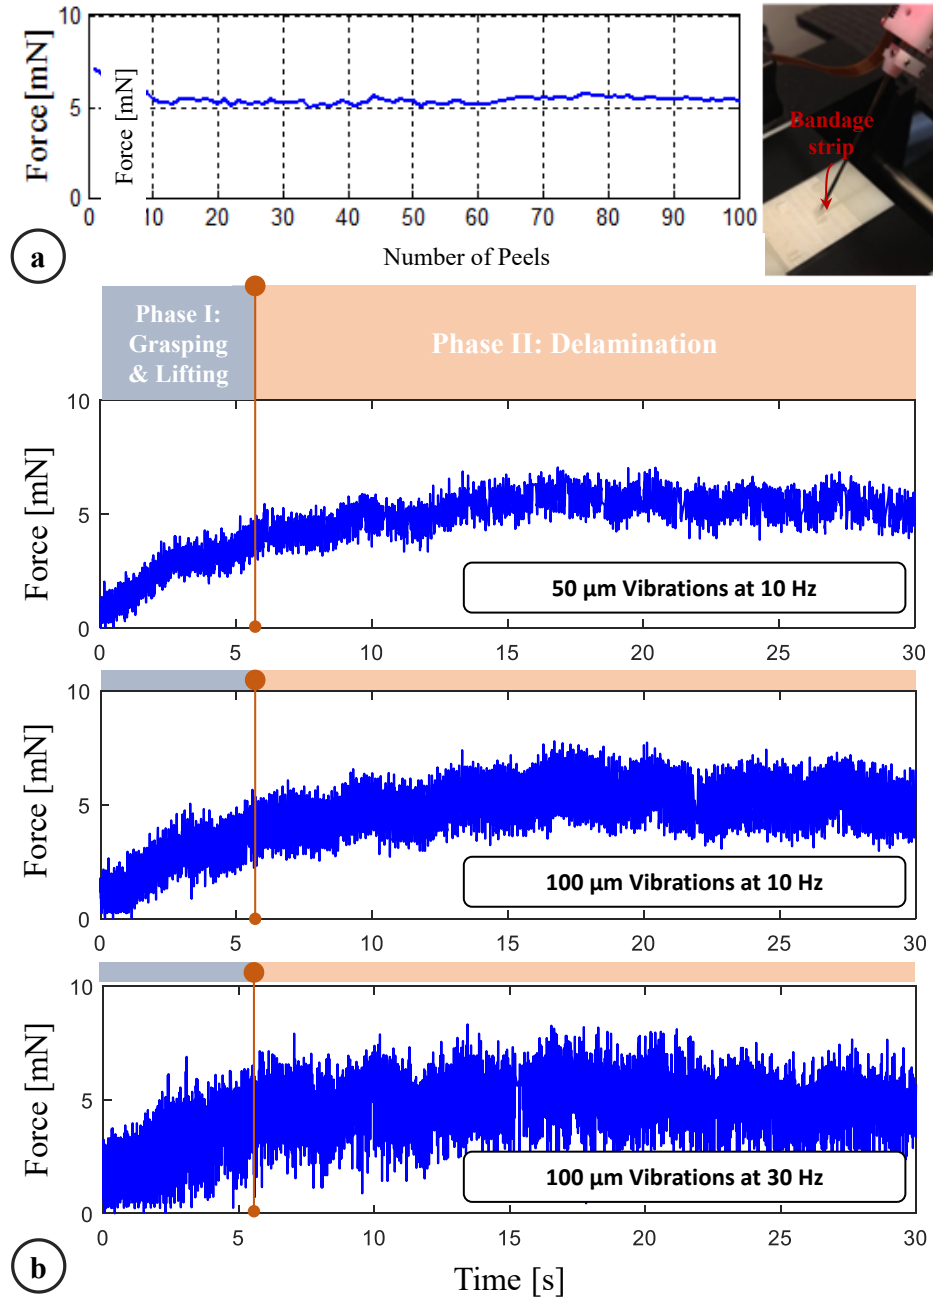 Force [mN]
10
5
0
Force [mN]
0
10
20
30
40
50
60
70
80
90
100
Number of Peels
Bandage
strip
a
Phase I:
Grasping
& Lifting
Phase II: Delamination
Force [mN]
10
5
0
50 μm Vibrations at 10 Hz
0
5
10
15
20
25
30
Force [mN]
10
5
0
100 μm Vibrations at 10 Hz
0
5
10
15
20
25
30
Force [mN]
10
5
0
100 μm Vibrations at 30 Hz
0
5
10
15
20
25
30
Time [s]
b